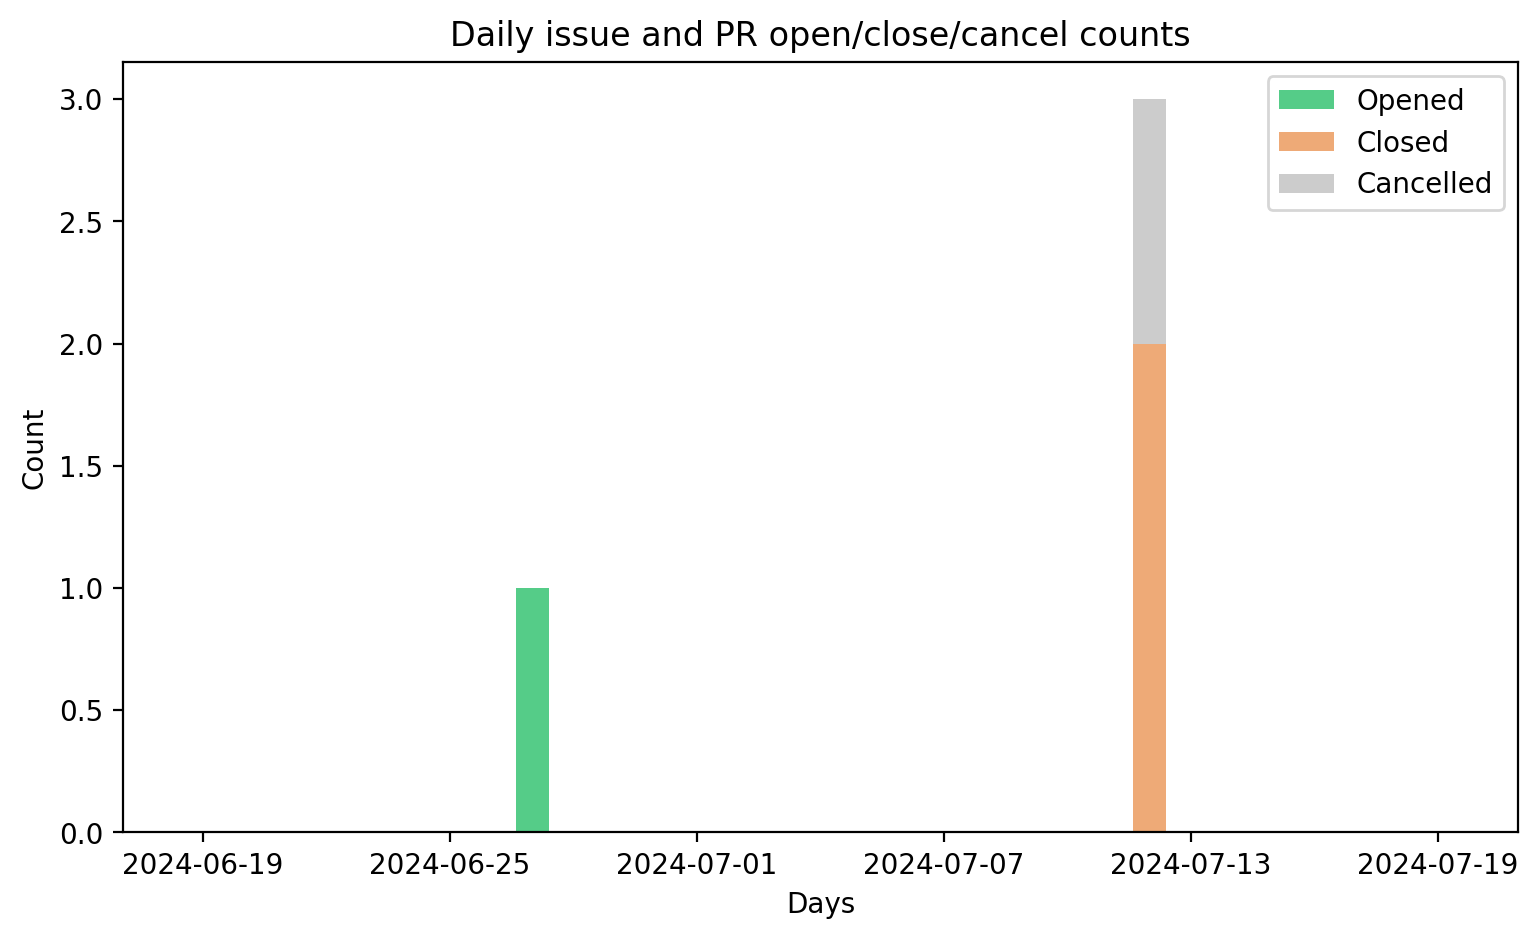 Daily issue and PR open/close/cancel counts
Opened
Closed
Cancelled
3.0
2.5
2.0
1.5
1.0
0.5
0.0
Count
2024-06-19 2024-06-25 2024-07-01 2024-07-07 2024-07-13 2024-07-19
Days